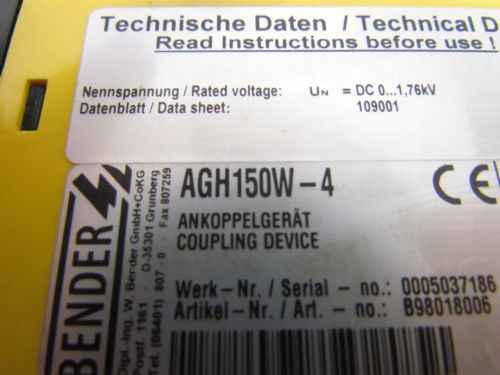 Technische Daten / Technical D
Read Instructions before use !
Nennspannung / Rated voltage: UN = DC 0...1,76kV
Datenblatt / Data sheet: 109001
BENDER
Dipl.-Ing. W. Bender GmbH+CoKG
Postf. 1161 - D-35301 Grünberg
Tel. (06401) 807 - 0 - Fax 807259
AGH150W-4
CE
ANKOPPELGERÄT
COUPLING DEVICE
Werk-Nr. / Serial - no.: 0005037186
Artikel-Nr. / Art. - no.: B98018006